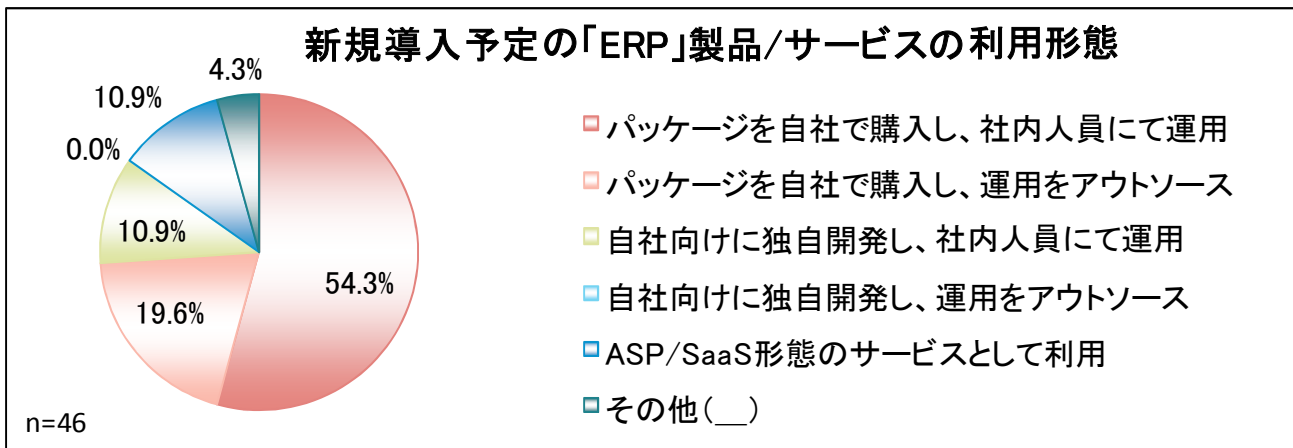 新規導入予定の「ERP」製品/サービスの利用形態
4.3%
10.9%
0.0%
10.9%
19.6%
54.3%
パッケージを自社で購入し、社内人員にて運用
パッケージを自社で購入し、運用をアウトソース
自社向けに独自開発し、社内人員にて運用
自社向けに独自開発し、運用をアウトソース
ASP/SaaS形態のサービスとして利用
その他(__)
n=46